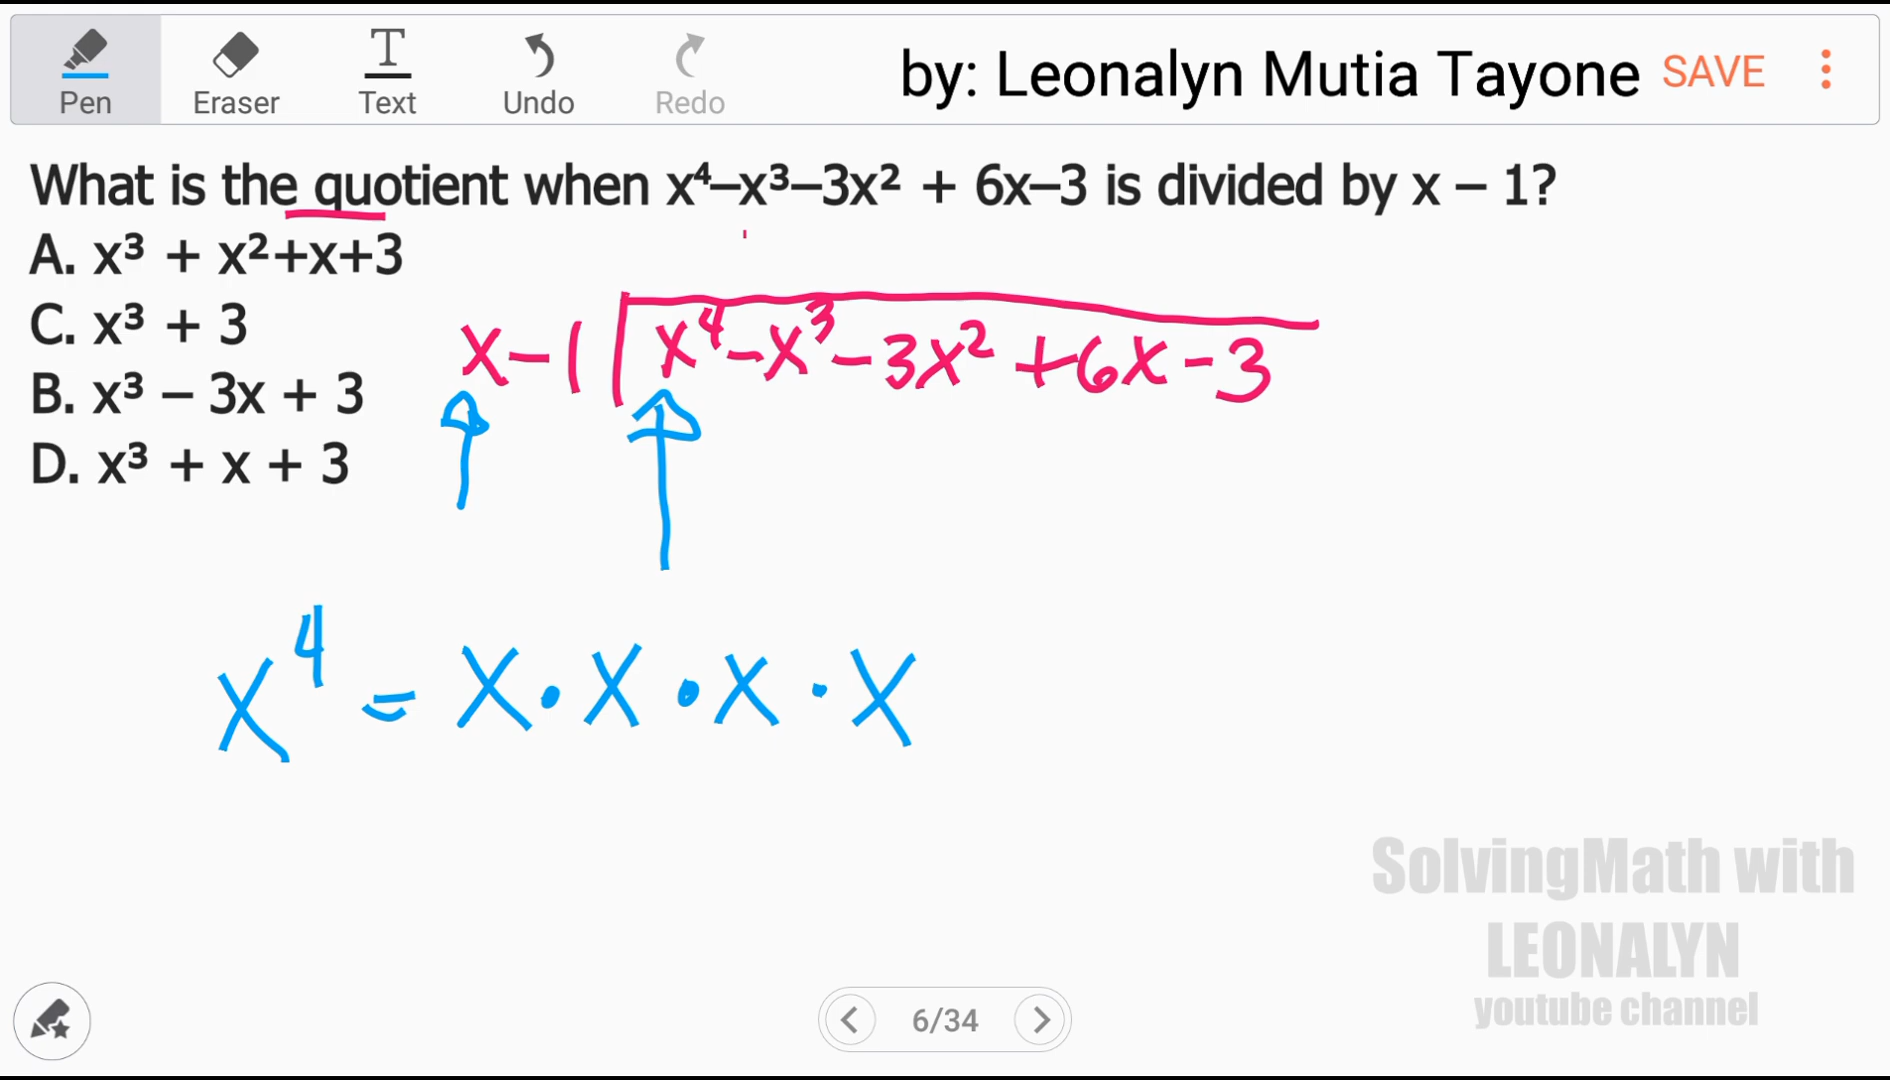 Pen Eraser Text Undo Redo by: Leonalyn Mutia Tayone SAVE
What is the quotient when x⁴–x³–3x² + 6x–3 is divided by x – 1?
A. x³ + x²+x+3
C. x³ + 3
B. x³ – 3x + 3
D. x³ + x + 3
x-1 x⁴-x³-3x²+6x-3
x⁴ = x·x·x·x
SolvingMath with
LEONALYN
youtube channel
6/34